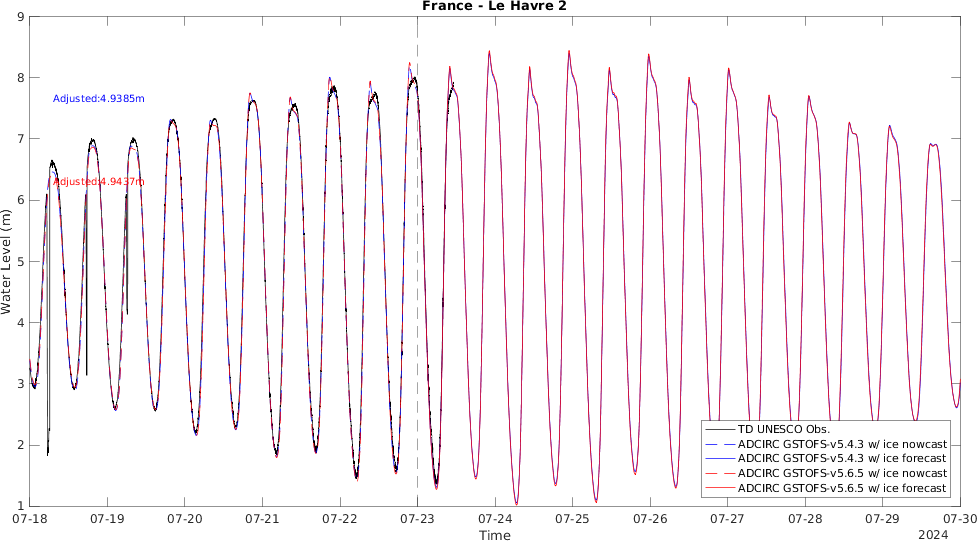 France - Le Havre 2
9
8
7
6
5
4
3
2
1
Water Level (m)
Adjusted:4.9385m
Adjusted:4.9437m
TD UNESCO Obs.
ADCIRC GSTOFS-v5.4.3 w/ ice nowcast
ADCIRC GSTOFS-v5.4.3 w/ ice forecast
ADCIRC GSTOFS-v5.6.5 w/ ice nowcast
ADCIRC GSTOFS-v5.6.5 w/ ice forecast
07-18 07-19 07-20 07-21 07-22 07-23 07-24 07-25 07-26 07-27 07-28 07-29 07-30
Time
2024